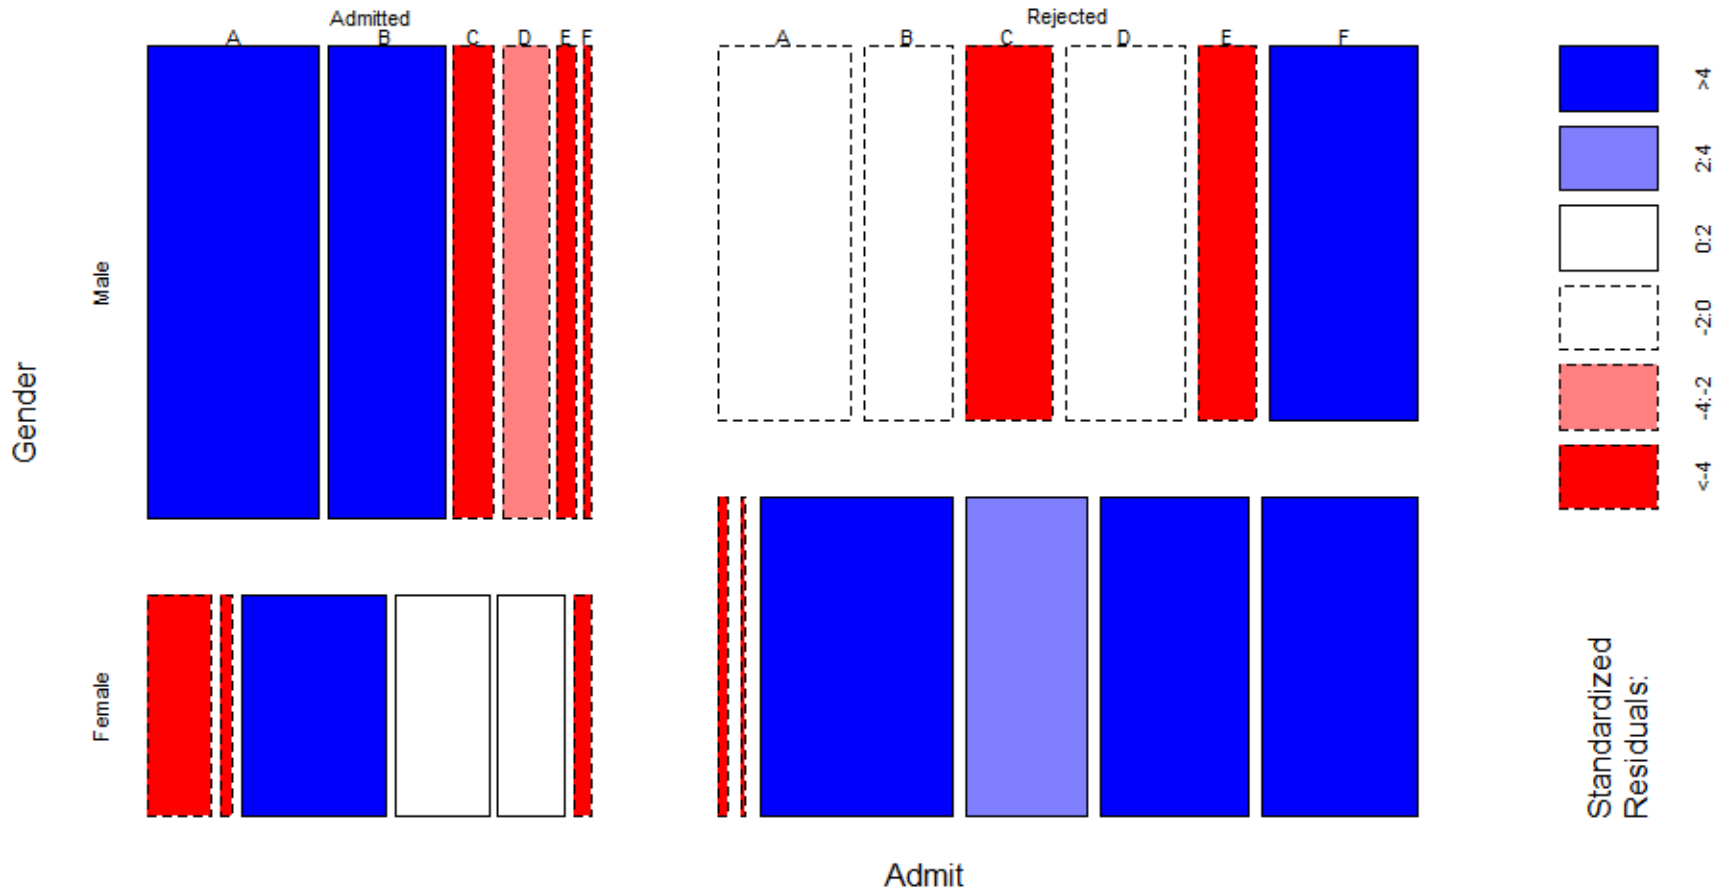 Admitted
Rejected
A B C D E F
A B C D E F
Male
Female
Gender
Admit
>4
2:4
0:2
-2:0
-4:-2
<-4
Standardized
Residuals: